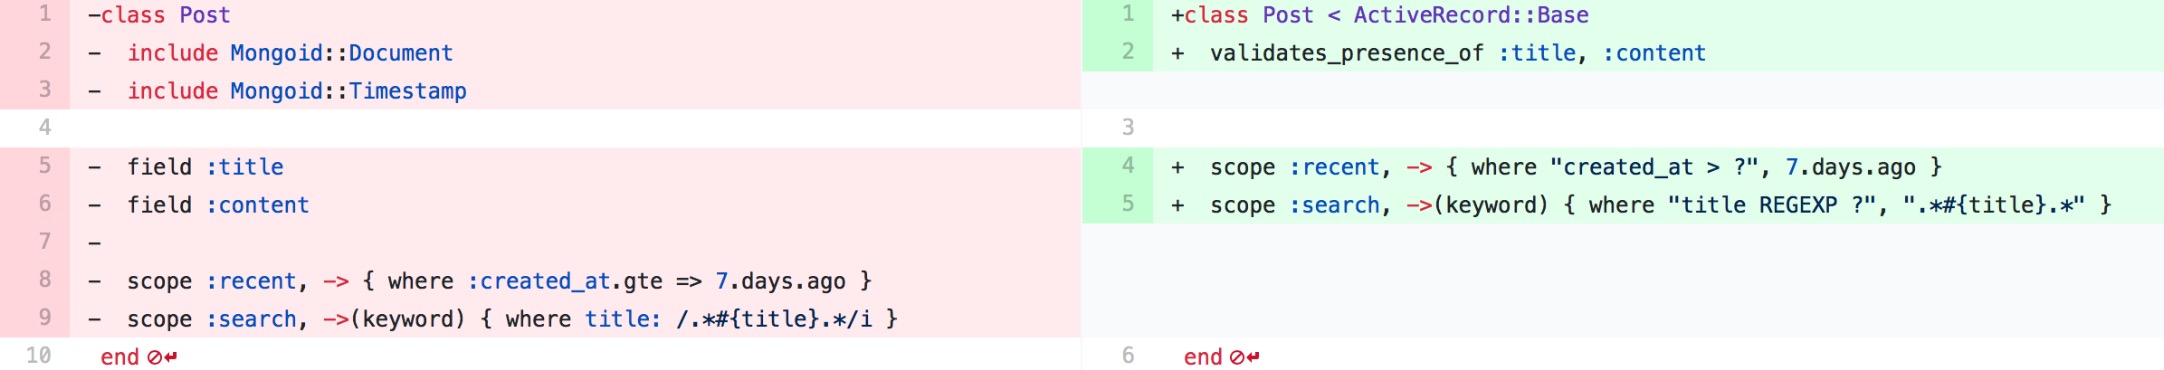 1 -class Post
2 -  include Mongoid::Document
3 -  include Mongoid::Timestamp
4
5 -  field :title
6 -  field :content
7 -
8 -  scope :recent, -> { where :created_at.gte => 7.days.ago }
9 -  scope :search, ->(keyword) { where title: /.*#{title}.*/i }
10 end
1 +class Post < ActiveRecord::Base
2 +  validates_presence_of :title, :content
3
4 +  scope :recent, -> { where "created_at > ?", 7.days.ago }
5 +  scope :search, ->(keyword) { where "title REGEXP ?", ".*#{title}.*" }
6 end